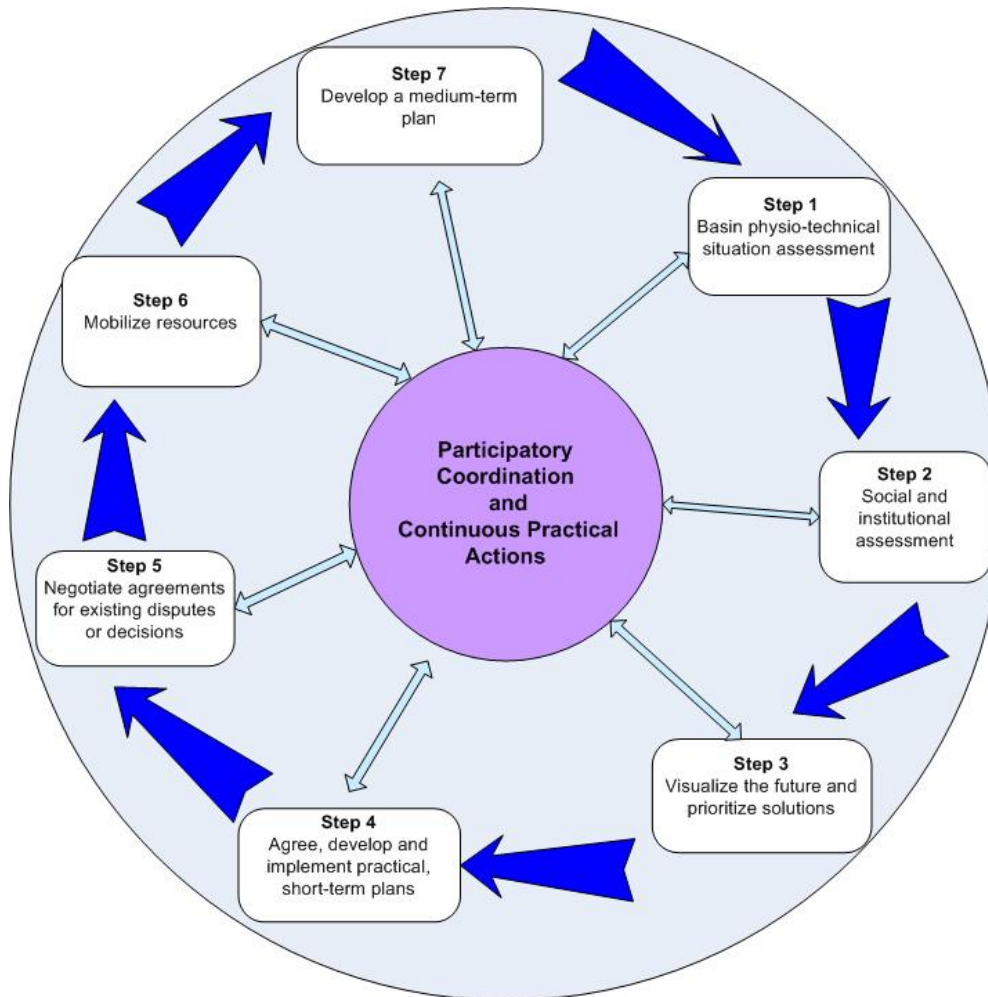 Step 7
Develop a medium-term
plan
Step 1
Basin physio-technical
situation assessment
Step 2
Social and
institutional
assessment
Step 3
Visualize the future and
prioritize solutions
Step 4
Agree, develop and
implement practical,
short-term plans
Step 5
Negotiate agreements
for existing disputes
or decisions
Step 6
Mobilize resources
Participatory
Coordination
and
Continuous Practical
Actions